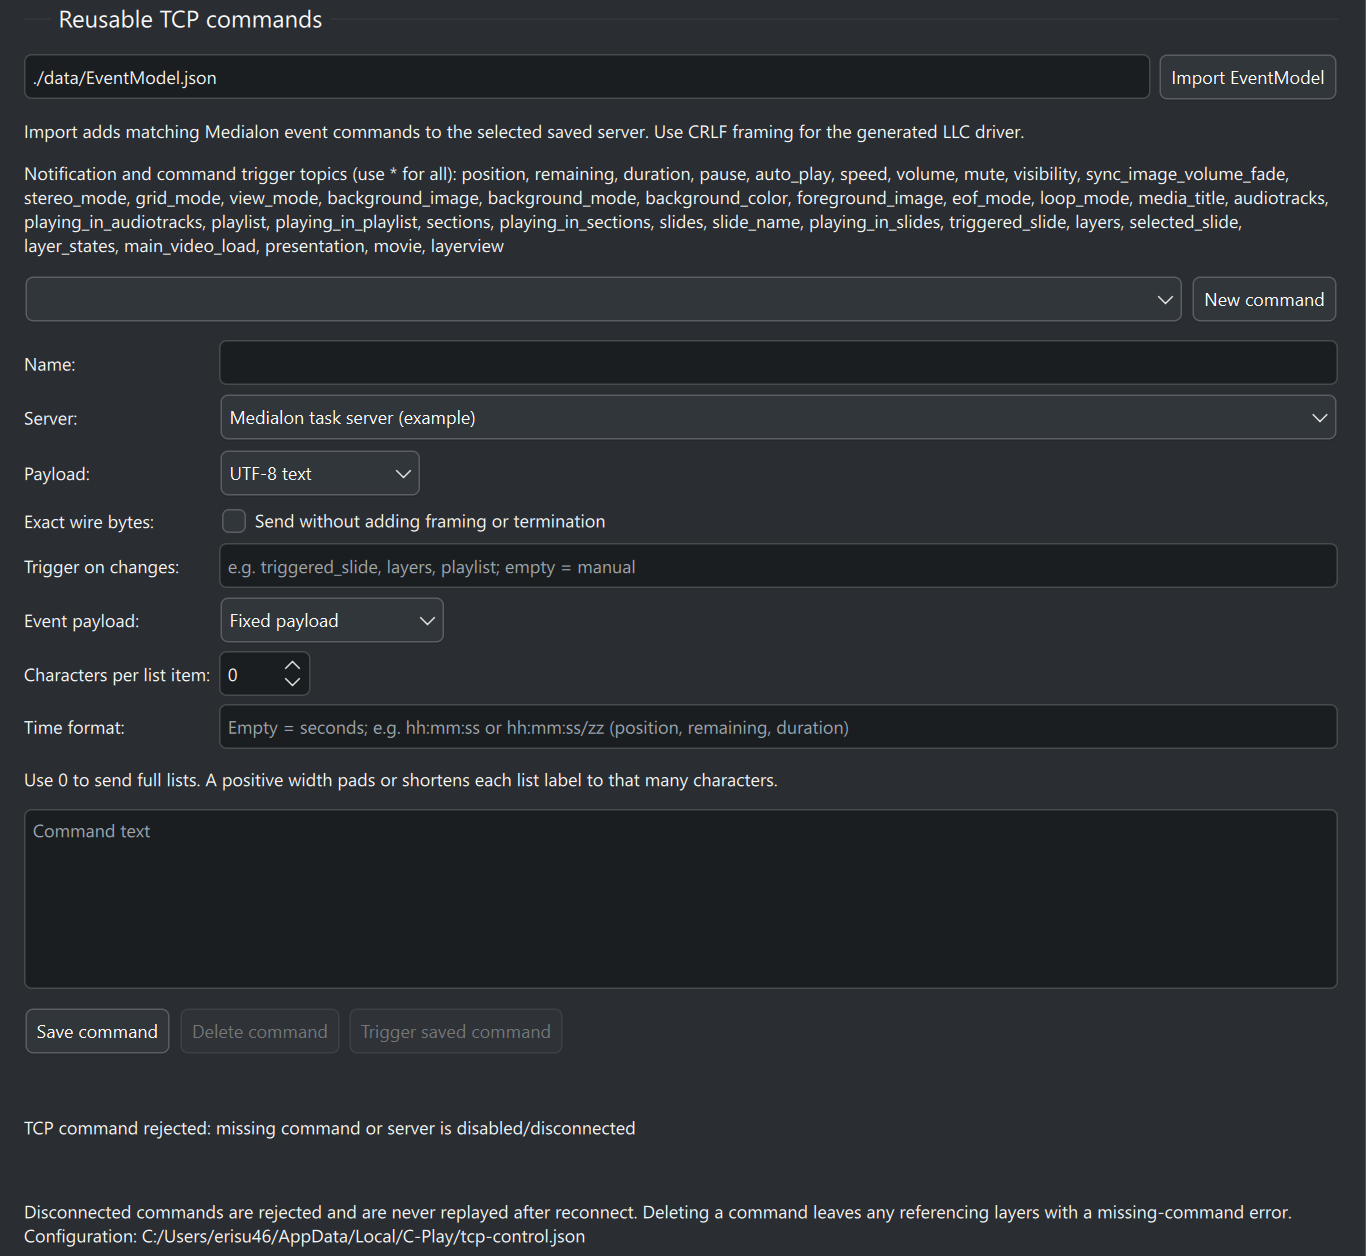 Reusable TCP commands
./data/EventModel.json
Import EventModel
Import adds matching Medialon event commands to the selected saved server. Use CRLF framing for the generated LLC driver.
Notification and command trigger topics (use * for all): position, remaining, duration, pause, auto_play, speed, volume, mute, visibility, sync_image_volume_fade,
stereo_mode, grid_mode, view_mode, background_image, background_mode, background_color, foreground_image, eof_mode, loop_mode, media_title, audiotracks,
playing_in_audiotracks, playlist, playing_in_playlist, sections, playing_in_sections, slides, slide_name, playing_in_slides, triggered_slide, layers, selected_slide,
layer_states, main_video_load, presentation, movie, layerview
New command
Name:
Server:
Medialon task server (example)
Payload:
UTF-8 text
Exact wire bytes:
Send without adding framing or termination
Trigger on changes:
e.g. triggered_slide, layers, playlist; empty = manual
Event payload:
Fixed payload
Characters per list item:
0
Time format:
Empty = seconds; e.g. hh:mm:ss or hh:mm:ss/zz (position, remaining, duration)
Use 0 to send full lists. A positive width pads or shortens each list label to that many characters.
Command text
Save command
Delete command
Trigger saved command
TCP command rejected: missing command or server is disabled/disconnected
Disconnected commands are rejected and are never replayed after reconnect. Deleting a command leaves any referencing layers with a missing-command error.
Configuration: C:/Users/erisu46/AppData/Local/C-Play/tcp-control.json